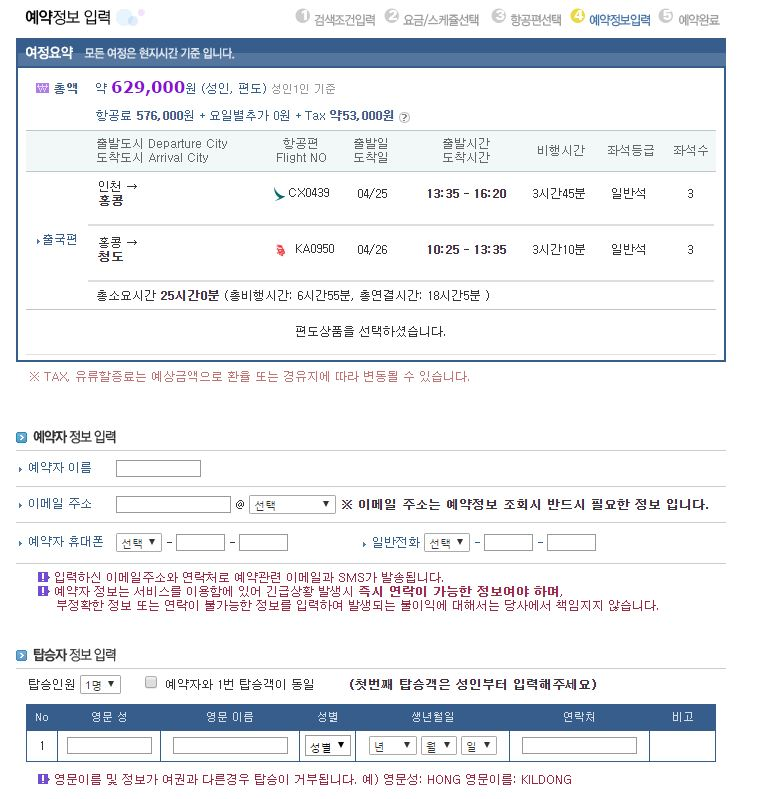 예약정보 입력
1 검색조건입력 2 요금/스케쥴선택 3 항공편선택 4 예약정보입력 5 예약완료
여정요약 모든 여정은 현지시간 기준 입니다.
총액 약 629,000원 (성인, 편도) 성인1인 기준
항공료 576,000원 + 요일별추가 0원 + Tax 약53,000원 ?
출발도시 Departure City 항공편 출발일 출발시간 비행시간 좌석등급 좌석수
도착도시 Arrival City Flight NO 도착일 도착시간
출국편
인천 → CX0439 04/25 13:35 - 16:20 3시간45분 일반석 3
홍콩
홍콩 → KA0950 04/26 10:25 - 13:35 3시간10분 일반석 3
청도
총소요시간 25시간0분 (총비행시간: 6시간55분, 총연결시간: 18시간5분 )
편도상품을 선택하셨습니다.
※ TAX, 유류할증료는 예상금액으로 환율 또는 경유지에 따라 변동될 수 있습니다.
예약자 정보 입력
예약자 이름
이메일 주소 @ 선택 ※ 이메일 주소는 예약정보 조회시 반드시 필요한 정보 입니다.
예약자 휴대폰 선택 - - 일반전화 선택 - -
입력하신 이메일주소와 연락처로 예약관련 이메일과 SMS가 발송됩니다.
예약자 정보는 서비스를 이용함에 있어 긴급상황 발생시 즉시 연락이 가능한 정보여야 하며,
부정확한 정보 또는 연락이 불가능한 정보를 입력하여 발생되는 불이익에 대해서는 당사에서 책임지지 않습니다.
탑승자 정보 입력
탑승인원 1명 예약자와 1번 탑승객이 동일 (첫번째 탑승객은 성인부터 입력해주세요)
No 영문 성 영문 이름 성별 생년월일 연락처 비고
1 성별 년 월 일
영문이름 및 정보가 여권과 다른경우 탑승이 거부됩니다. 예) 영문성: HONG 영문이름: KILDONG